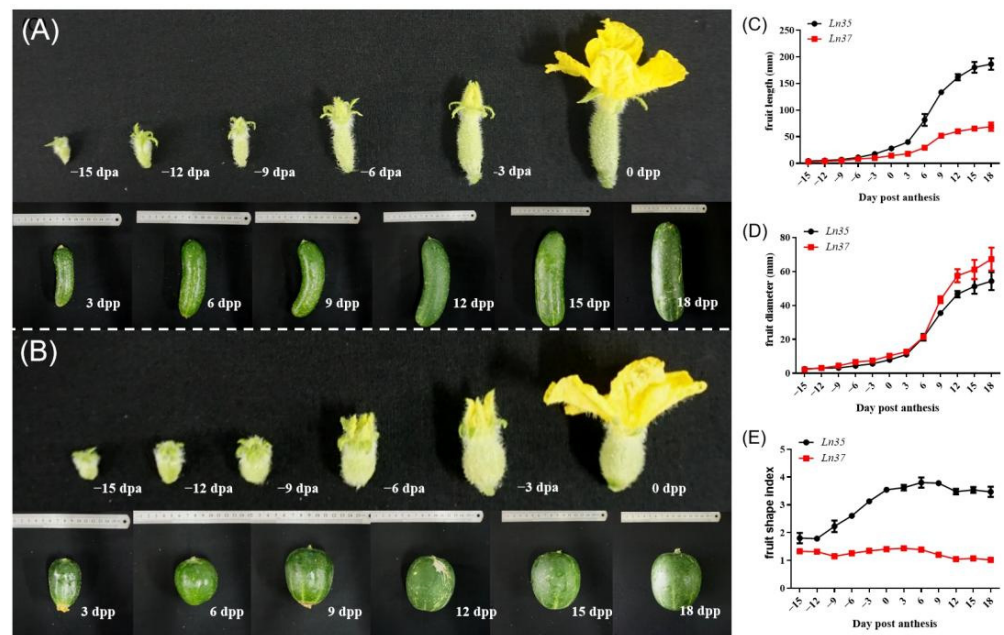 (A)
−15 dpa
−12 dpa
−9 dpa
−6 dpa
-3 dpa
0 dpp
3 dpp
6 dpp
9 dpp
12 dpp
15 dpp
18 dpp
(B)
−15 dpa
−12 dpa
−9 dpa
−6 dpa
−3 dpa
0 dpp
3 dpp
6 dpp
9 dpp
12 dpp
15 dpp
18 dpp
(C)
Ln35
Ln37
fruit length (mm)
250
200
150
100
50
0
−15 −12 −9 −6 −3 0 3 6 9 12 15 18
Day post anthesis
(D)
Ln35
Ln37
fruit diameter (mm)
80
60
40
20
0
−15 −12 −9 −6 −3 0 3 6 9 12 15 18
Day post anthesis
(E)
Ln35
Ln37
fruit shape index
5
4
3
2
1
0
−15 −12 −9 −6 −3 0 3 6 9 12 15 18
Day post anthesis